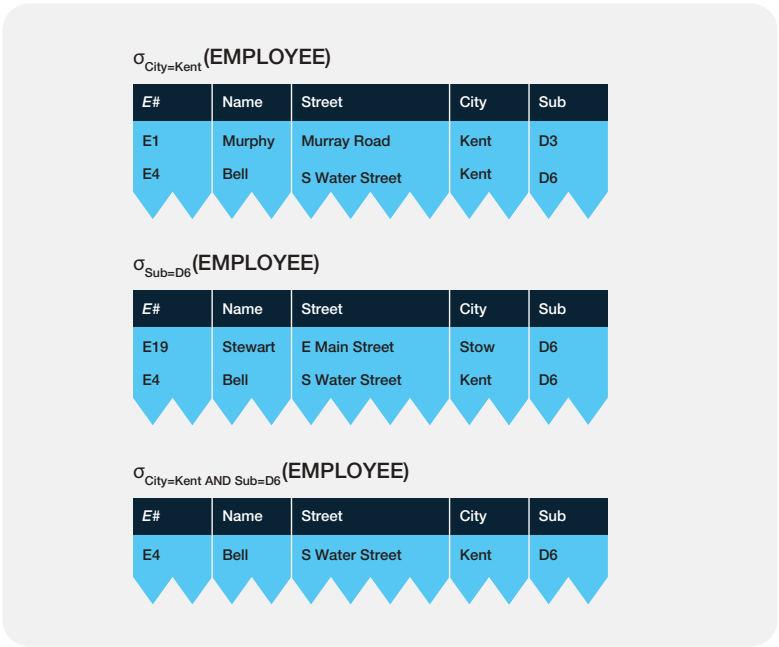 σCity=Kent(EMPLOYEE)
E# Name Street City Sub
E1 Murphy Murray Road Kent D3
E4 Bell S Water Street Kent D6
σSub=D6(EMPLOYEE)
E# Name Street City Sub
E19 Stewart E Main Street Stow D6
E4 Bell S Water Street Kent D6
σCity=Kent AND Sub=D6(EMPLOYEE)
E# Name Street City Sub
E4 Bell S Water Street Kent D6